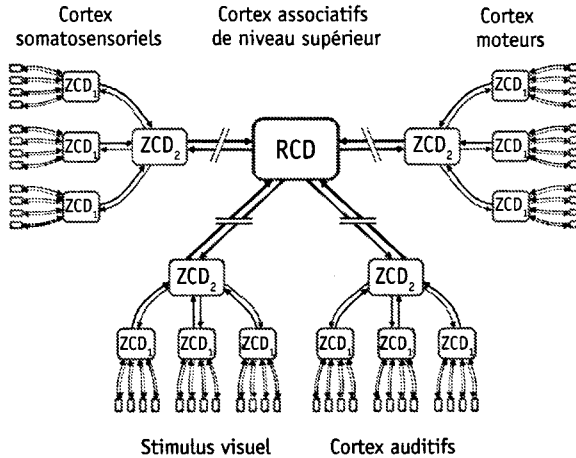 Cortex
somatosensoriels
Cortex associatifs
de niveau supérieur
Cortex
moteurs
ZCD₁
ZCD₁
ZCD₁
ZCD₂
RCD
ZCD₂
ZCD₁
ZCD₁
ZCD₁
ZCD₂
ZCD₂
ZCD₁
ZCD₁
ZCD₁
ZCD₁
ZCD₁
ZCD₁
Stimulus visuel
Cortex auditifs